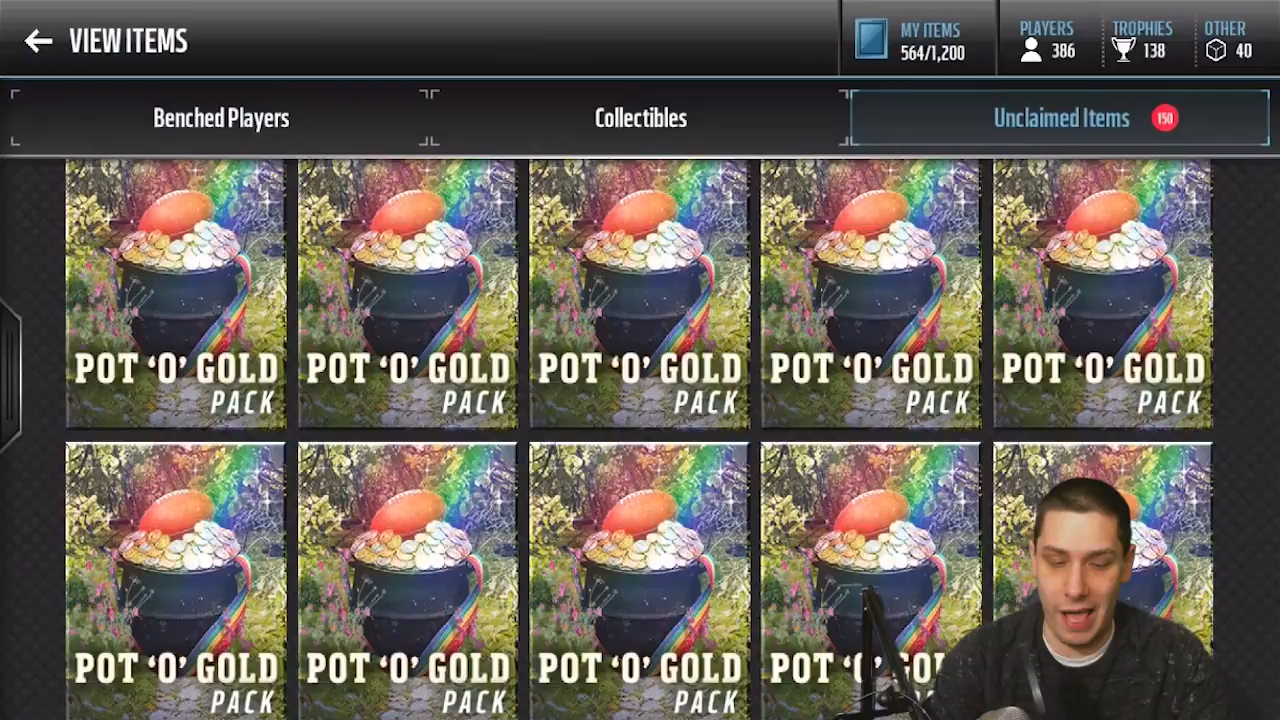 VIEW ITEMS
MY ITEMS
564/1,200
PLAYERS
386
TROPHIES
138
OTHER
40
Benched Players
Collectibles
Unclaimed Items 150
POT ‘O’ GOLD
PACK
POT ‘O’ GOLD
PACK
POT ‘O’ GOLD
PACK
POT ‘O’ GOLD
PACK
POT ‘O’ GOLD
PACK
POT ‘O’ GOLD
PACK
POT ‘O’ GOLD
PACK
POT ‘O’ GOLD
PACK
POT